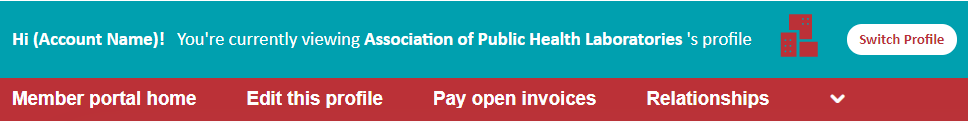 Hi (Account Name)! You're currently viewing Association of Public Health Laboratories 's profile Switch Profile
Member portal home Edit this profile Pay open invoices Relationships